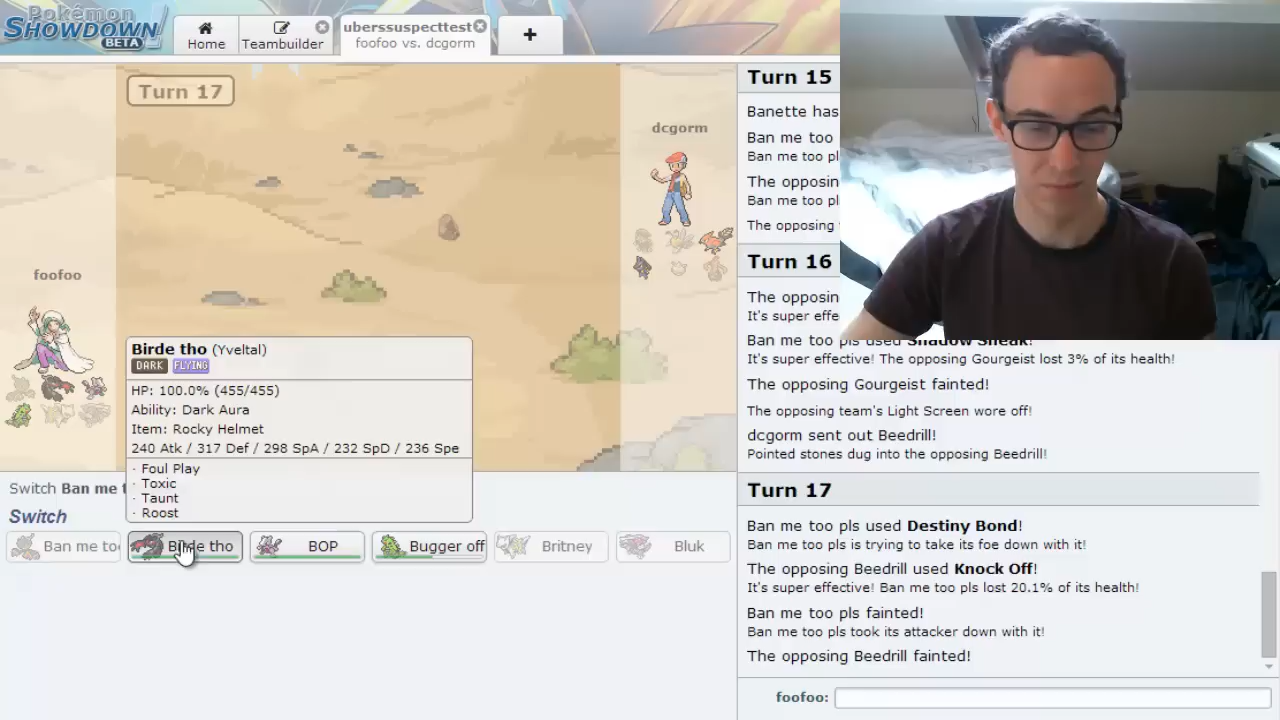 Pokémon
SHOWDOWN
BETA
Home
Teambuilder
uberssuspecttest
foofoo vs. dcgorm
+
Turn 17
dcgorm
foofoo
Birde tho (Yveltal)
DARK FLYING
HP: 100.0% (455/455)
Ability: Dark Aura
Item: Rocky Helmet
240 Atk / 317 Def / 298 SpA / 232 SpD / 236 Spe
· Foul Play
· Toxic
· Taunt
· Roost
Switch Ban me t
Switch
Ban me too
Birde tho
BOP
Bugger off
Britney
Bluk
Turn 15
Banette has
Ban me too
Ban me too pl
The opposin
Ban me too pl
The opposing
Turn 16
The opposin
It's super effe
Ban me too pls used Shadow Sneak!
It's super effective! The opposing Gourgeist lost 3% of its health!
The opposing Gourgeist fainted!
The opposing team's Light Screen wore off!
dcgorm sent out Beedrill!
Pointed stones dug into the opposing Beedrill!
Turn 17
Ban me too pls used Destiny Bond!
Ban me too pls is trying to take its foe down with it!
The opposing Beedrill used Knock Off!
It's super effective! Ban me too pls lost 20.1% of its health!
Ban me too pls fainted!
Ban me too pls took its attacker down with it!
The opposing Beedrill fainted!
foofoo: